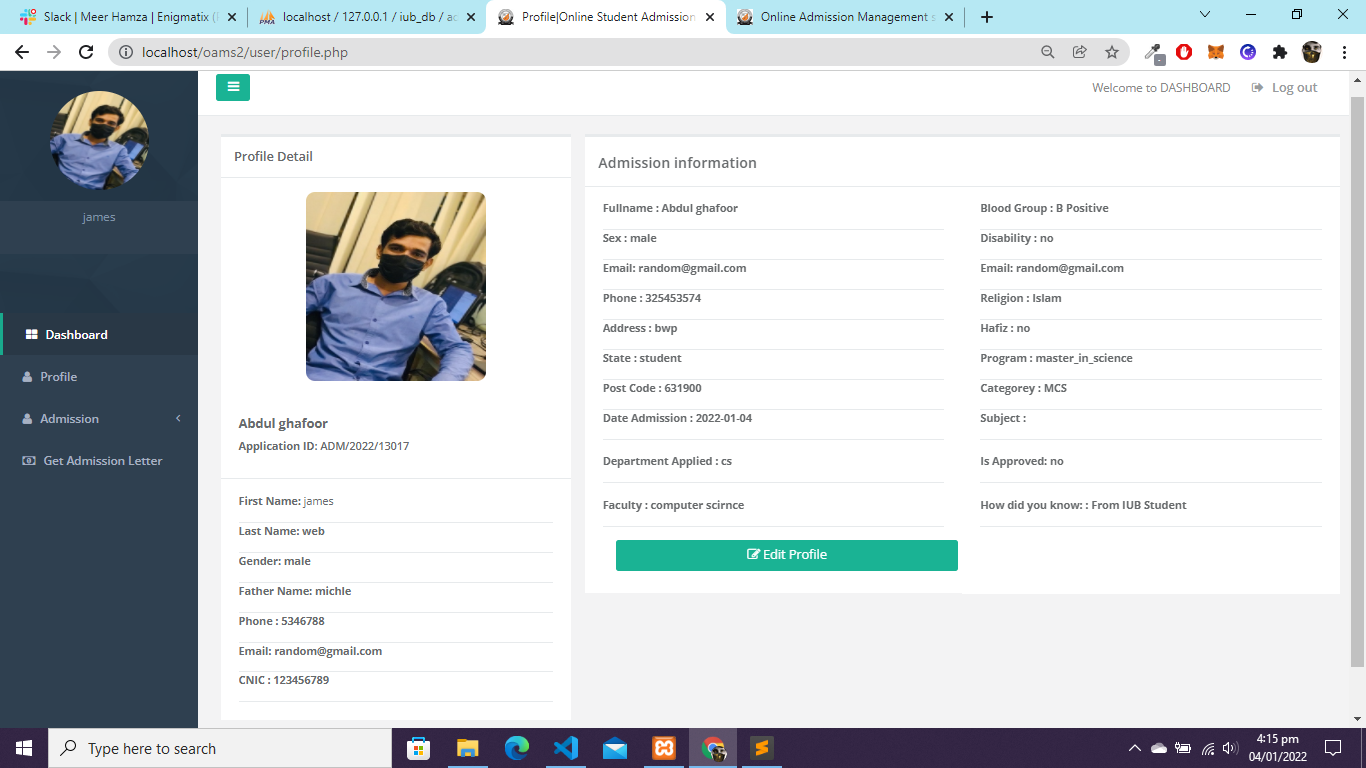 Slack | Meer Hamza | Enigmatix (
localhost / 127.0.0.1 / iub_db / ac
Profile|Online Student Admission
Online Admission Management s
localhost/oams2/user/profile.php
Welcome to DASHBOARD
Log out
james
Dashboard
Profile
Admission
Get Admission Letter
Profile Detail
Abdul ghafoor
Application ID: ADM/2022/13017
First Name: james
Last Name: web
Gender: male
Father Name: michle
Phone : 5346788
Email: random@gmail.com
CNIC : 123456789
Admission information
Fullname : Abdul ghafoor
Sex : male
Email: random@gmail.com
Phone : 325453574
Address : bwp
State : student
Post Code : 631900
Date Admission : 2022-01-04
Department Applied : cs
Faculty : computer scirnce
Blood Group : B Positive
Disability : no
Email: random@gmail.com
Religion : Islam
Hafiz : no
Program : master_in_science
Categorey : MCS
Subject :
Is Approved: no
How did you know: : From IUB Student
Edit Profile
Type here to search
4:15 pm
04/01/2022